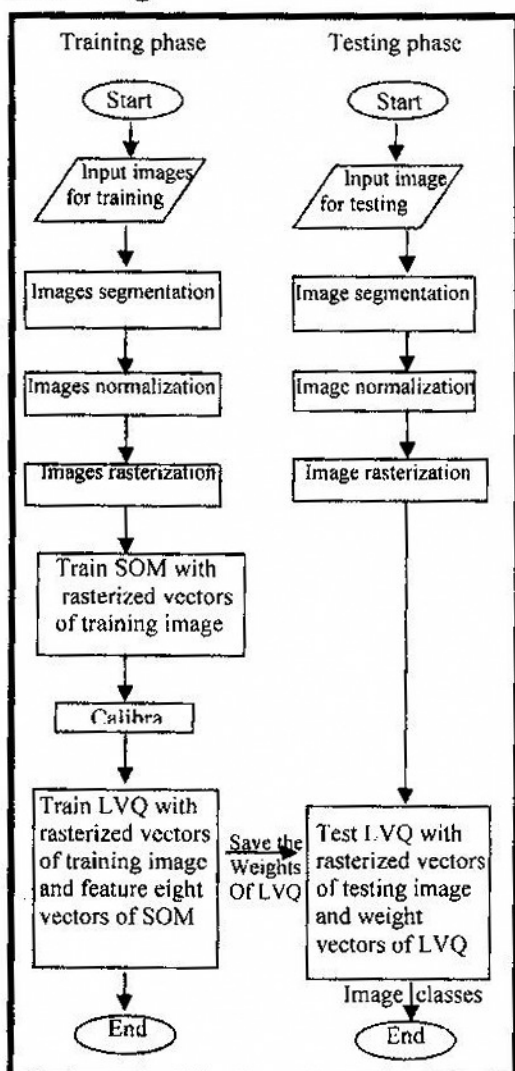 Training phase
Start
Input images
for training
Images segmentation
Images normalization
Images rasterization
Train SOM with
rasterized vectors
of training image
Calibra
Train LVQ with
rasterized vectors
of training image
and feature eight
vectors of SOM
End
Save the
Weights
Of LVQ
Testing phase
Start
Input image
for testing
Image segmentation
Image normalization
Image rasterization
Test LVQ with
rasterized vectors
of testing image
and weight
vectors of LVQ
Image classes
End